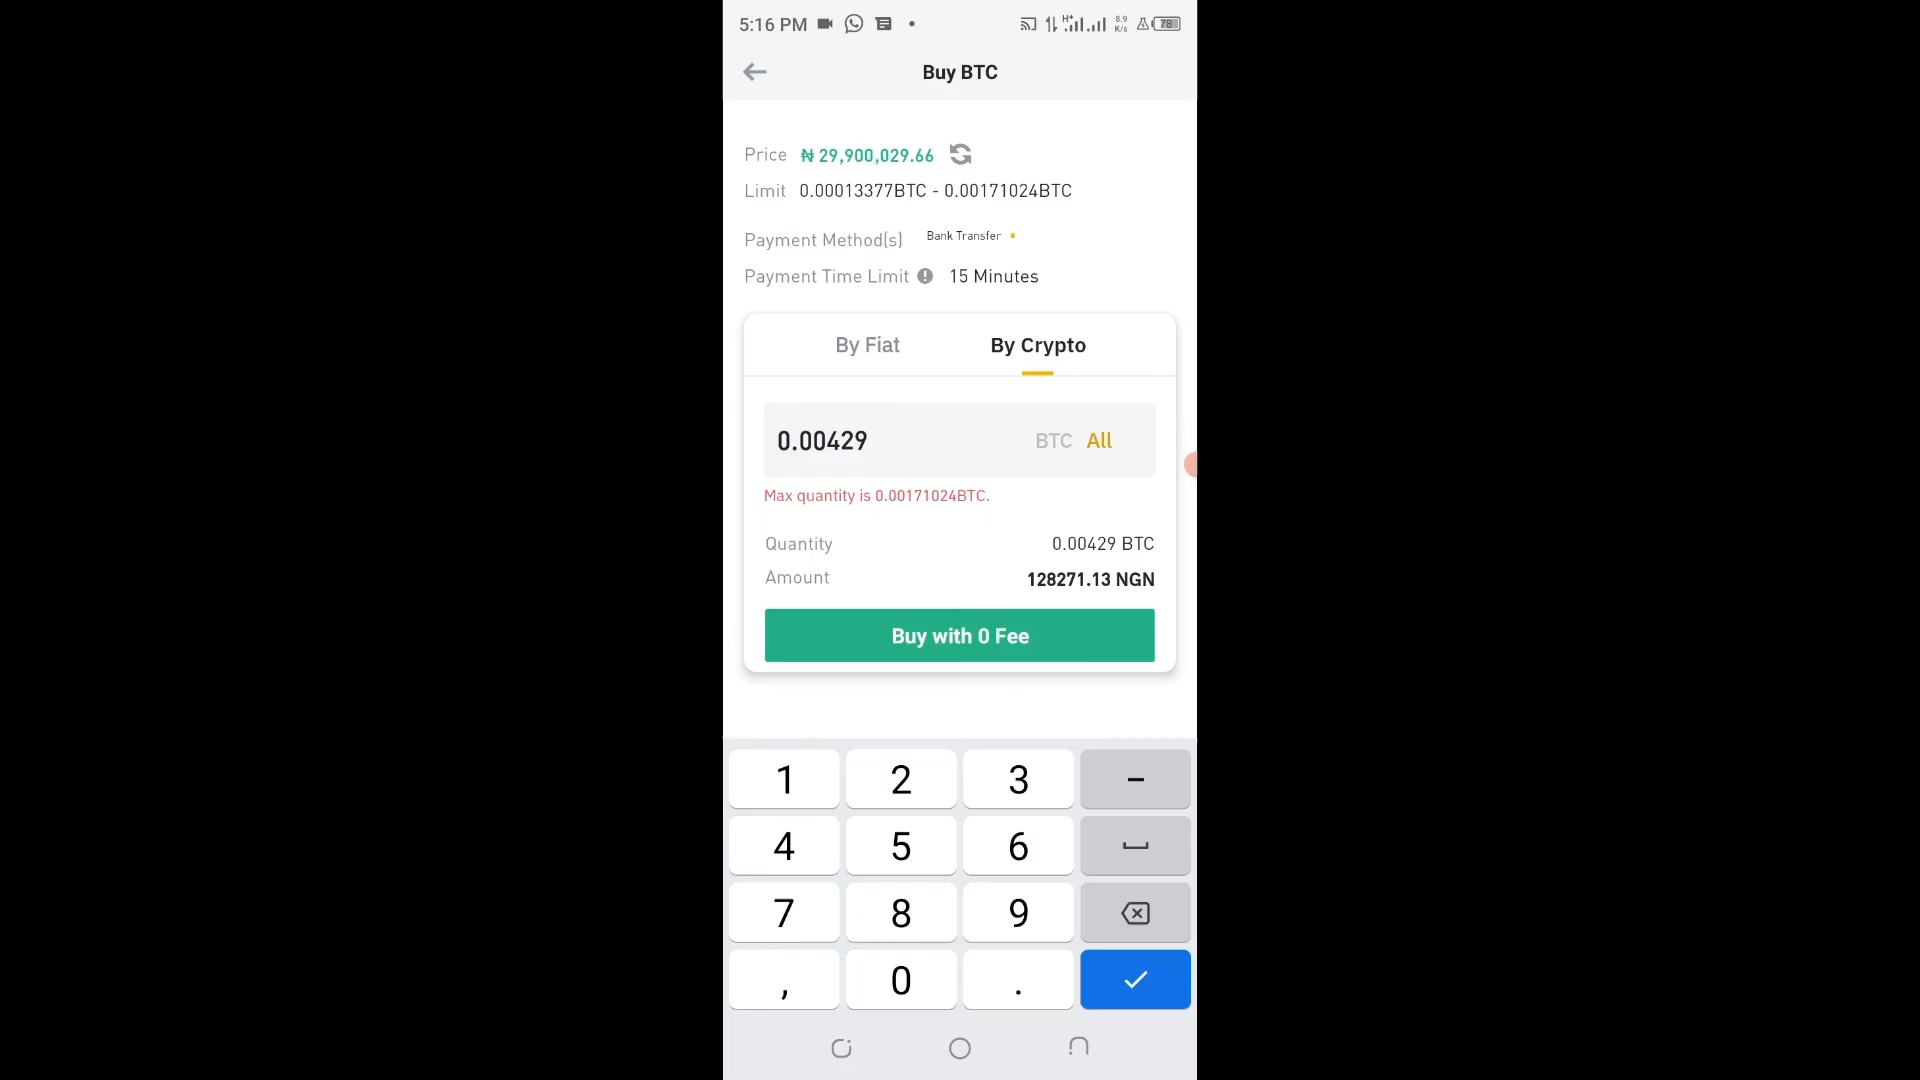 5:16 PM
H+
8.9
K/s
78
Buy BTC
Price ₦ 29,900,029.66
Limit 0.00013377BTC - 0.00171024BTC
Payment Method(s) Bank Transfer
Payment Time Limit 15 Minutes
By Fiat By Crypto
0.00429 BTC All
Max quantity is 0.00171024BTC.
Quantity 0.00429 BTC
Amount 128271.13 NGN
Buy with 0 Fee
1 2 3 -
4 5 6
7 8 9
, 0 .